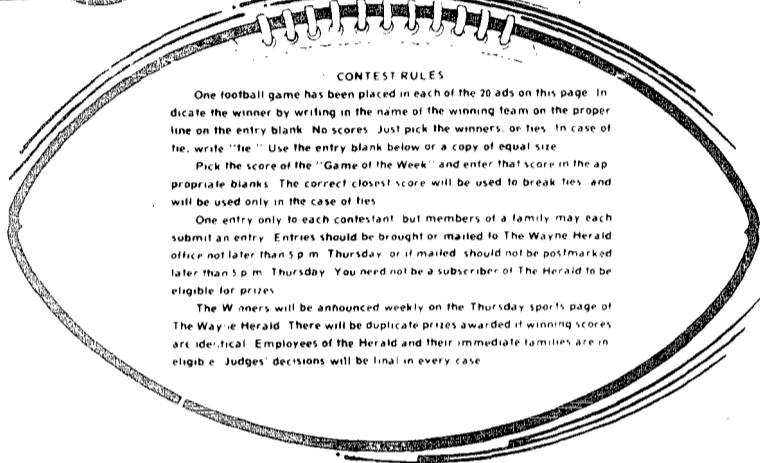 CONTEST RULES
One football game has been placed in each of the 20 ads on this page In
dicate the winner by writing in the name of the winning team on the proper
line on the entry blank No scores Just pick the winners, or ties In case of
tie, write "tie " Use the entry blank below or a copy of equal size
Pick the score of the "Game of the Week" and enter that score in the ap
propriate blanks The correct closest score will be used to break ties and
will be used only in the case of ties
One entry only to each contestant but members of a family may each
submit an entry Entries should be brought or mailed to The Wayne Herald
office not later than 5 p m Thursday or if mailed should not be postmarked
later than 5 p m Thursday You need not be a subscriber of The Herald to be
eligible for prizes
The W nners will be announced weekly on the Thursday sports page of
The Wayne Herald There will be duplicate prizes awarded if winning scores
are identical Employees of the Herald and their immediate families are in
eligib e Judges' decisions will be final in every case